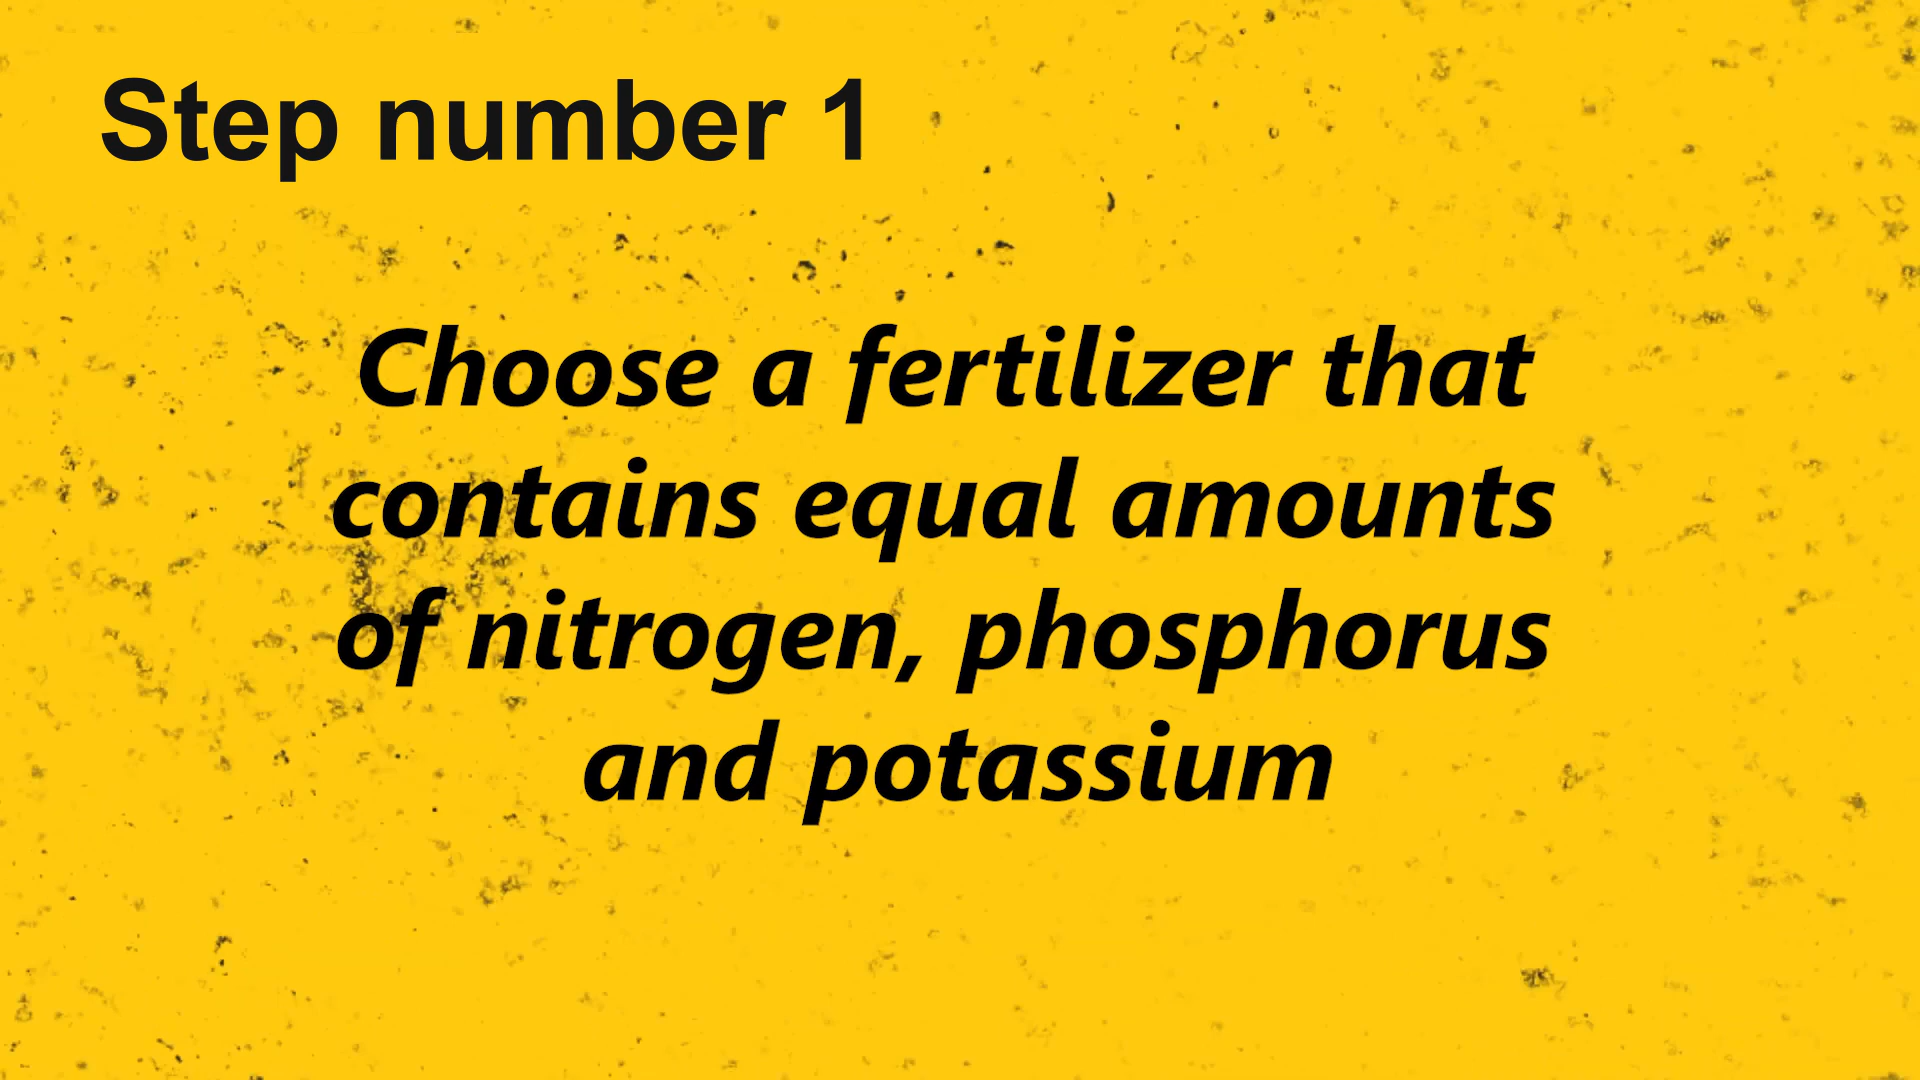 Step number 1
Choose a fertilizer that
contains equal amounts
of nitrogen, phosphorus
and potassium